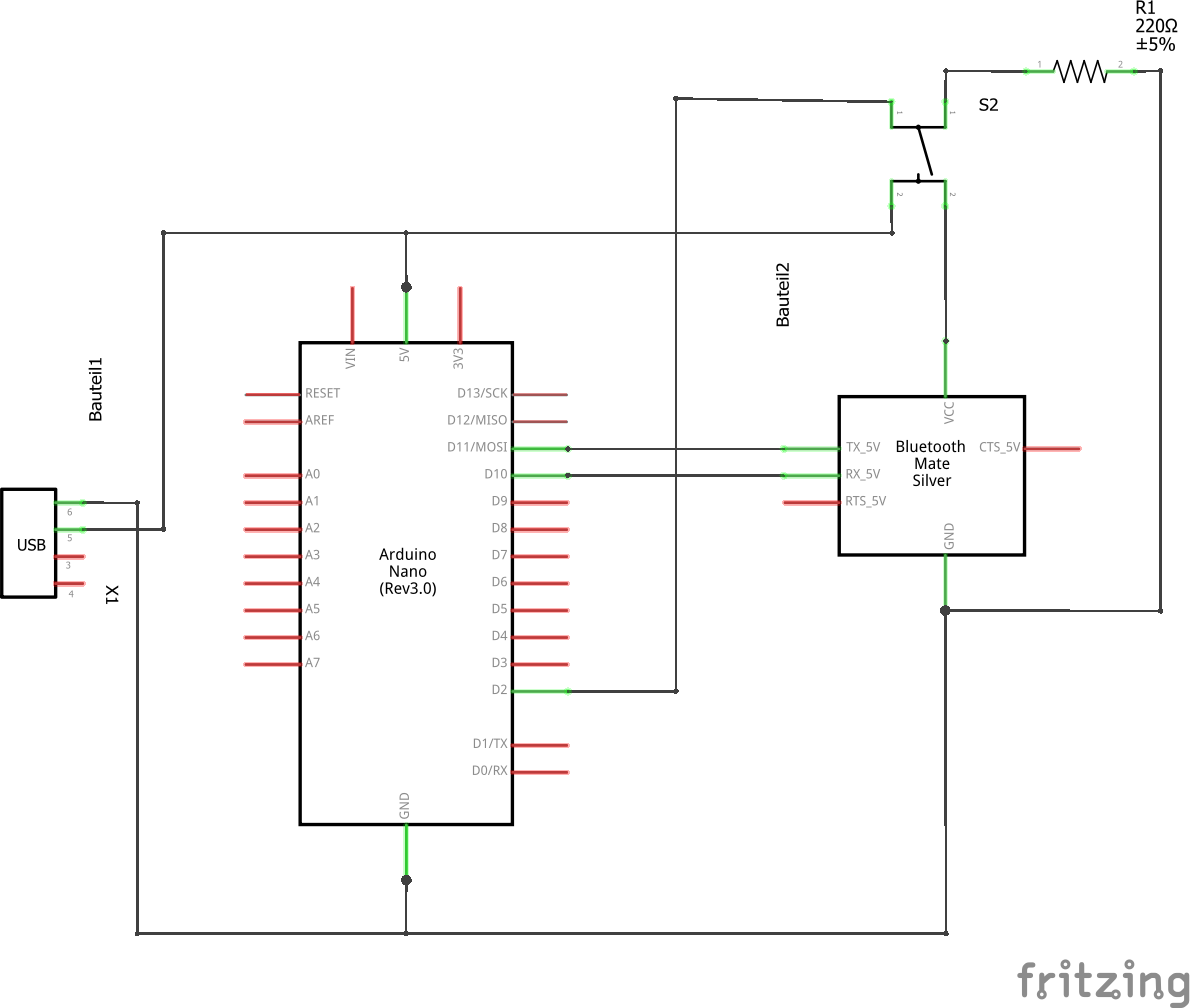 R1
220Ω
±5%
1
2
S2
1
1
2
2
Bauteil2
Bauteil1
VIN
5V
3V3
RESET
AREF
A0
A1
A2
A3
A4
A5
A6
A7
D13/SCK
D12/MISO
D11/MOSI
D10
D9
D8
D7
D6
D5
D4
D3
D2
D1/TX
D0/RX
GND
Arduino
Nano
(Rev3.0)
VCC
TX_5V
RX_5V
RTS_5V
CTS_5V
Bluetooth
Mate
Silver
GND
USB
6
5
3
4
X1
fritzing